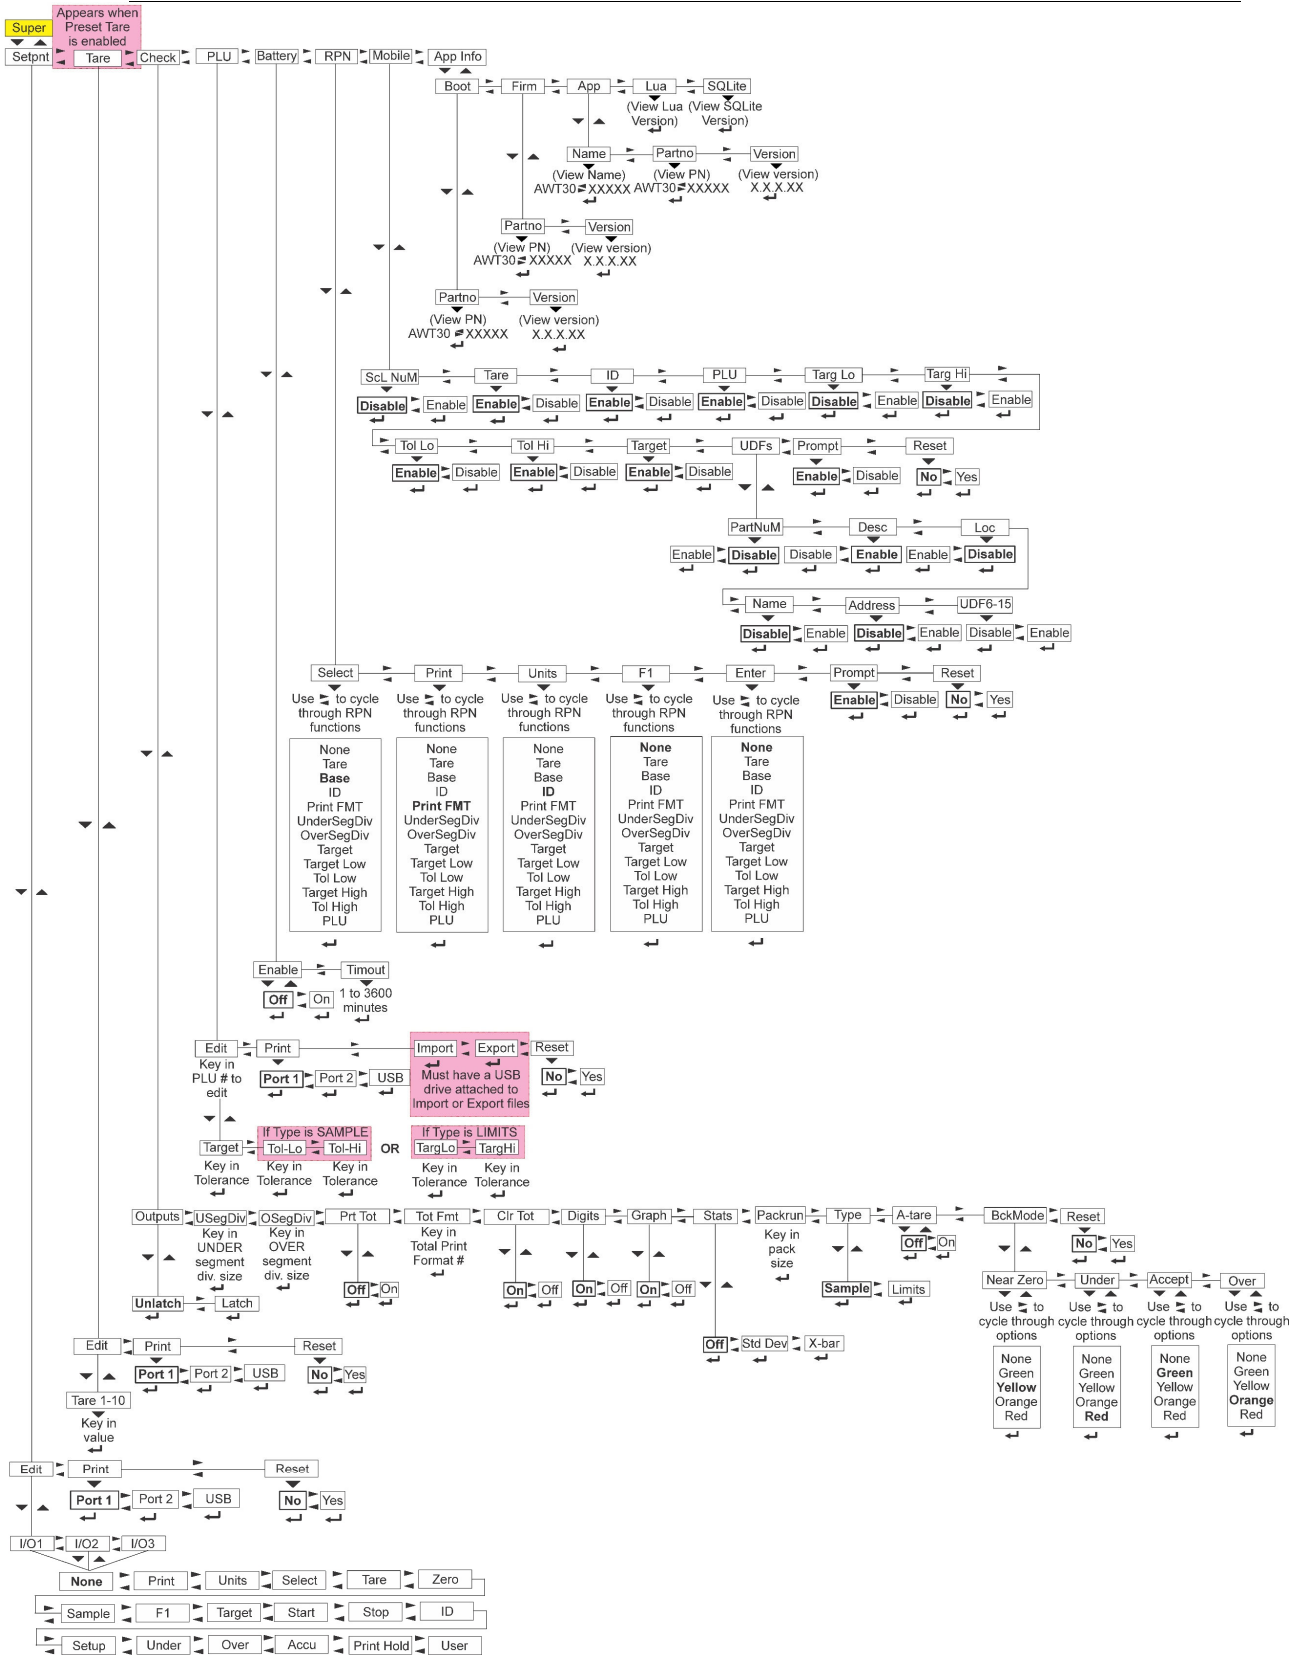 Appears when
Preset Tare
is enabled
Super
Setpnt Tare Check PLU Battery RPN Mobile App Info
Boot Firm App Lua SQLite
(View Lua (View SQLite
Version) Version)
Name Partno Version
(View Name) (View PN) (View version)
AWT30 XXXXX AWT30 XXXXX X.X.X.XX
Partno Version
(View PN) (View version)
AWT30 XXXXX X.X.X.XX
Partno Version
(View PN) (View version)
AWT30 XXXXX X.X.X.XX
ScL NuM Tare ID PLU Targ Lo Targ Hi
Disable Enable Enable Disable Enable Disable Enable Disable Disable Enable Disable Enable
Tol Lo Tol Hi Target UDFs Prompt Reset
Enable Disable Enable Disable Enable Disable Enable Disable No Yes
PartNuM Desc Loc
Enable Disable Disable Enable Enable Disable
Name Address UDF6-15
Disable Enable Disable Enable Disable Enable
Select Print Units F1 Enter Prompt Reset
Enable Disable No Yes
Use to cycle
through RPN
functions
None
Tare
Base
ID
Print FMT
UnderSegDiv
OverSegDiv
Target
Target Low
Tol Low
Target High
Tol High
PLU
Use to cycle
through RPN
functions
None
Tare
Base
ID
Print FMT
UnderSegDiv
OverSegDiv
Target
Target Low
Tol Low
Target High
Tol High
PLU
Use to cycle
through RPN
functions
None
Tare
Base
ID
Print FMT
UnderSegDiv
OverSegDiv
Target
Target Low
Tol Low
Target High
Tol High
PLU
Use to cycle
through RPN
functions
None
Tare
Base
ID
Print FMT
UnderSegDiv
OverSegDiv
Target
Target Low
Tol Low
Target High
Tol High
PLU
Use to cycle
through RPN
functions
None
Tare
Base
ID
Print FMT
UnderSegDiv
OverSegDiv
Target
Target Low
Tol Low
Target High
Tol High
PLU
Enable Timout
Off On 1 to 3600
minutes
Edit Print Import Export Reset
Key in
PLU # to
edit
Port 1 Port 2 USB
Must have a USB
drive attached to
Import or Export files
No Yes
If Type is SAMPLE If Type is LIMITS
Target Tol-Lo Tol-Hi OR TargLo TargHi
Key in Key in Key in Key in Key in
Tolerance Tolerance Tolerance Tolerance Tolerance
Outputs USegDiv OSegDiv Prt Tot Tot Fmt Clr Tot Digits Graph Stats Packrun Type A-tare BckMode Reset
Key in
UNDER
segment
div. size
Key in
OVER
segment
div. size
Key in
Total Print
Format #
Key in
pack
size
Off On
No Yes
Unlatch Latch
Off On
On Off
On Off
On Off
Sample Limits
Off Std Dev X-bar
Near Zero Under Accept Over
Use to
cycle through
options
None
Green
Yellow
Orange
Red
Use to
cycle through
options
None
Green
Yellow
Orange
Red
Use to
cycle through
options
None
Green
Yellow
Orange
Red
Use to
cycle through
options
None
Green
Yellow
Orange
Red
Edit Print Reset
Port 1 Port 2 USB No Yes
Tare 1-10
Key in
value
Edit Print Reset
Port 1 Port 2 USB No Yes
I/O1 I/O2 I/O3
None Print Units Select Tare Zero
Sample F1 Target Start Stop ID
Setup Under Over Accu Print Hold User